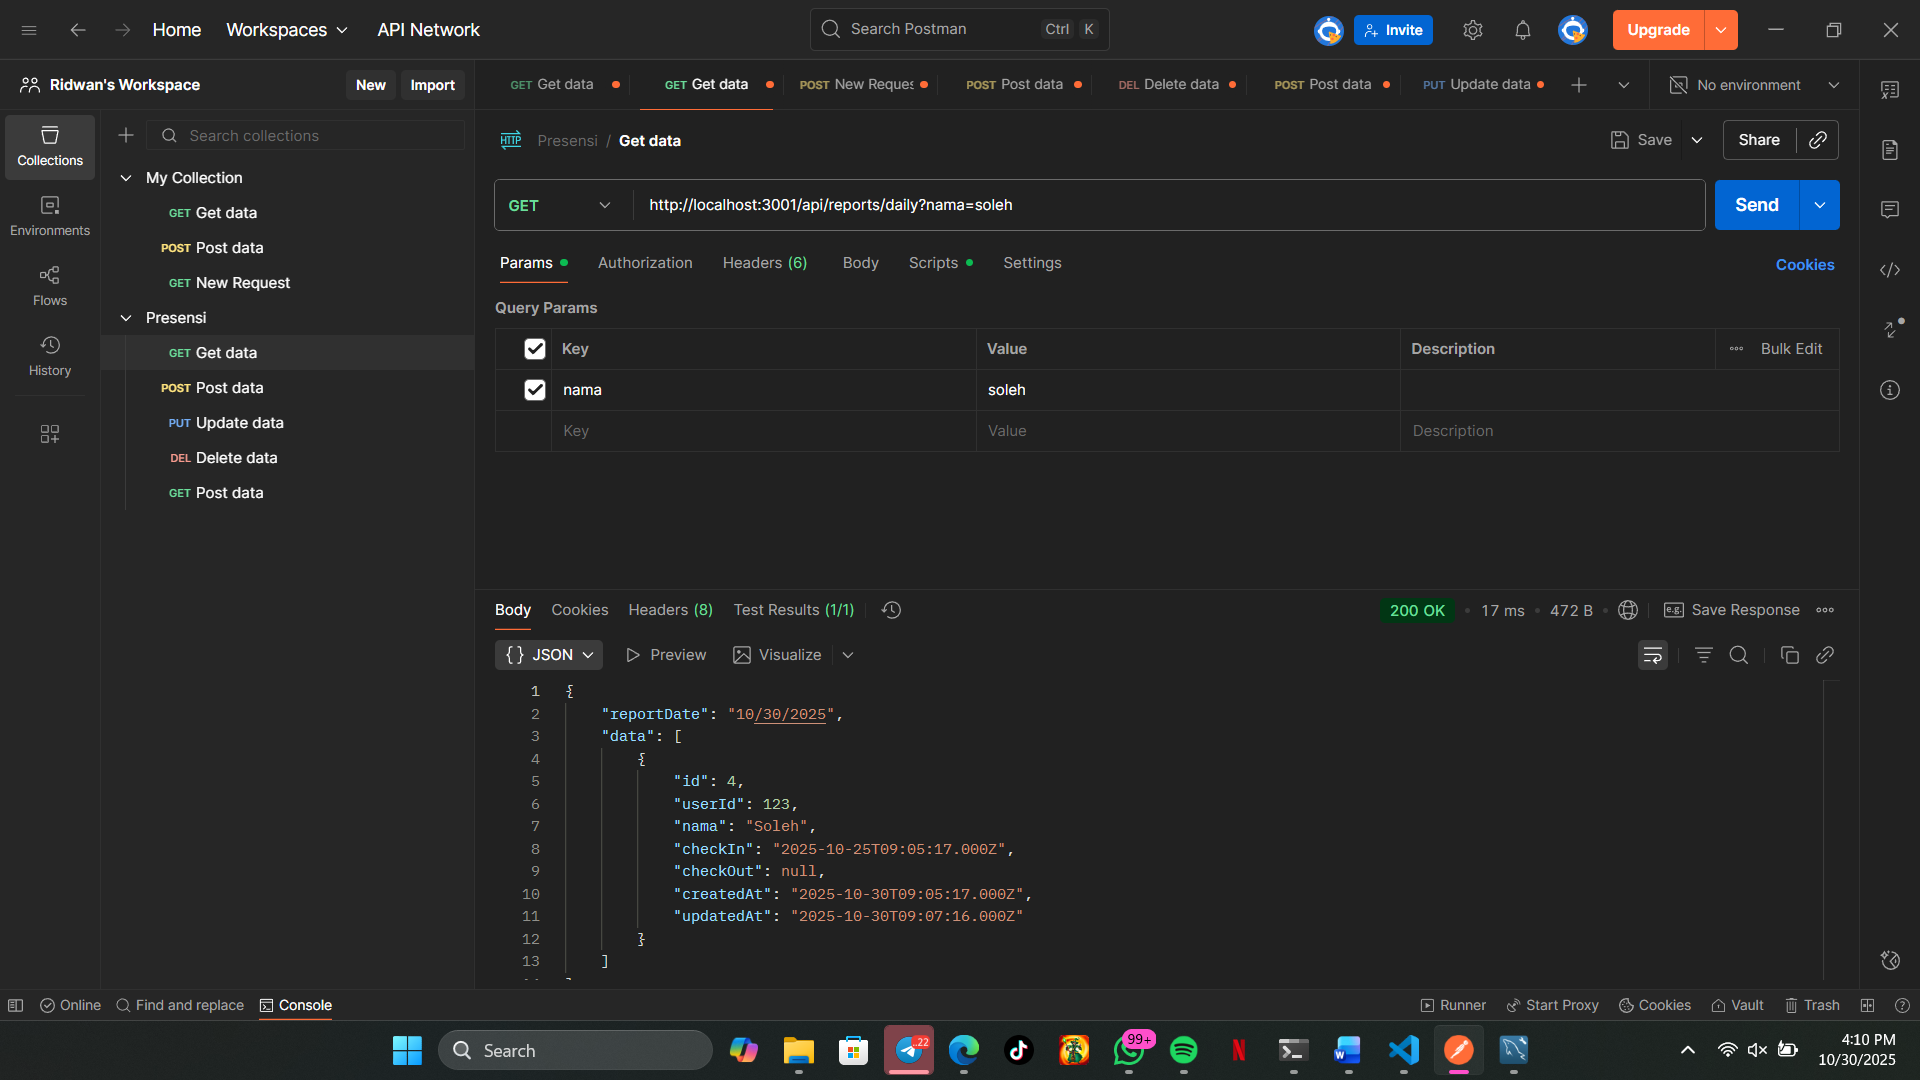 Home
Workspaces
API Network
Search Postman
Ctrl K
Invite
Upgrade
Ridwan's Workspace
New
Import
GET Get data
GET Get data
POST New Reques
POST Post data
DEL Delete data
POST Post data
PUT Update data
No environment
Collections
Environments
Flows
History
Search collections
My Collection
GET Get data
POST Post data
GET New Request
Presensi
GET Get data
POST Post data
PUT Update data
DEL Delete data
GET Post data
HTTP Presensi / Get data
Save
Share
GET
http://localhost:3001/api/reports/daily?nama=soleh
Send
Params
Authorization
Headers (6)
Body
Scripts
Settings
Cookies
Query Params
Key Value Description Bulk Edit
nama soleh
Key Value Description
Body
Cookies
Headers (8)
Test Results (1/1)
200 OK
17 ms
472 B
e.g. Save Response
{} JSON
Preview
Visualize
1 {
2 "reportDate": "10/30/2025",
3 "data": [
4 {
5 "id": 4,
6 "userId": 123,
7 "nama": "Soleh",
8 "checkIn": "2025-10-25T09:05:17.000Z",
9 "checkOut": null,
10 "createdAt": "2025-10-30T09:05:17.000Z",
11 "updatedAt": "2025-10-30T09:07:16.000Z"
12 }
13 ]
Online
Find and replace
Console
Runner
Start Proxy
Cookies
Vault
Trash
Search
..22
99+
4:10 PM
10/30/2025